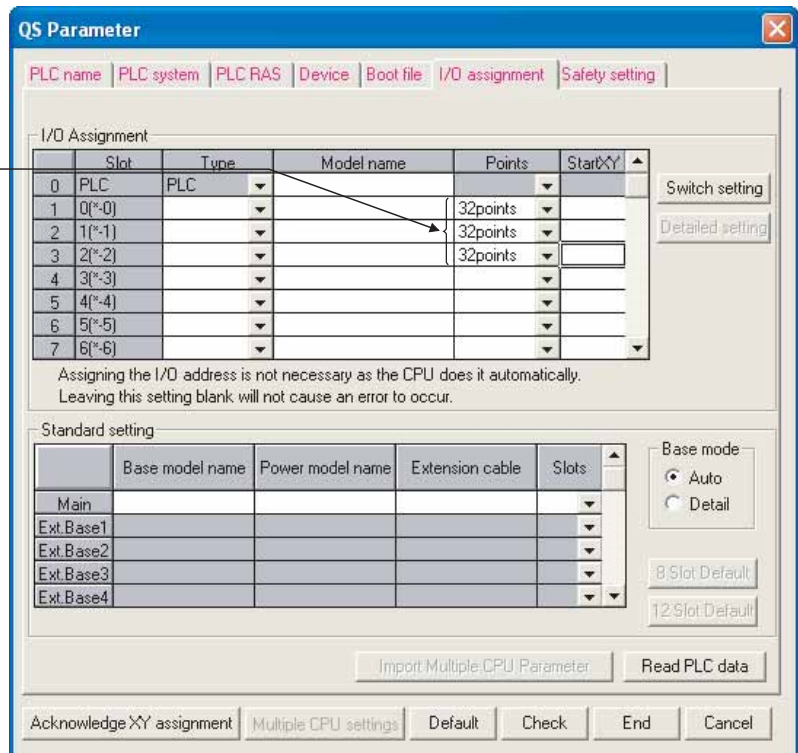 QS Parameter
PLC name PLC system PLC RAS Device Boot file I/O assignment Safety setting
I/O Assignment
Slot Type Model name Points StartXY
0 PLC PLC
1 0(*-0) 32points
2 1(*-1) 32points
3 2(*-2) 32points
4 3(*-3)
5 4(*-4)
6 5(*-5)
7 6(*-6)
Switch setting
Detailed setting
Assigning the I/O address is not necessary as the CPU does it automatically.
Leaving this setting blank will not cause an error to occur.
Standard setting
Base model name Power model name Extension cable Slots
Main
Ext.Base1
Ext.Base2
Ext.Base3
Ext.Base4
Base mode
Auto
Detail
8 Slot Default
12 Slot Default
Import Multiple CPU Parameter Read PLC data
Acknowledge XY assignment Multiple CPU settings Default Check End Cancel